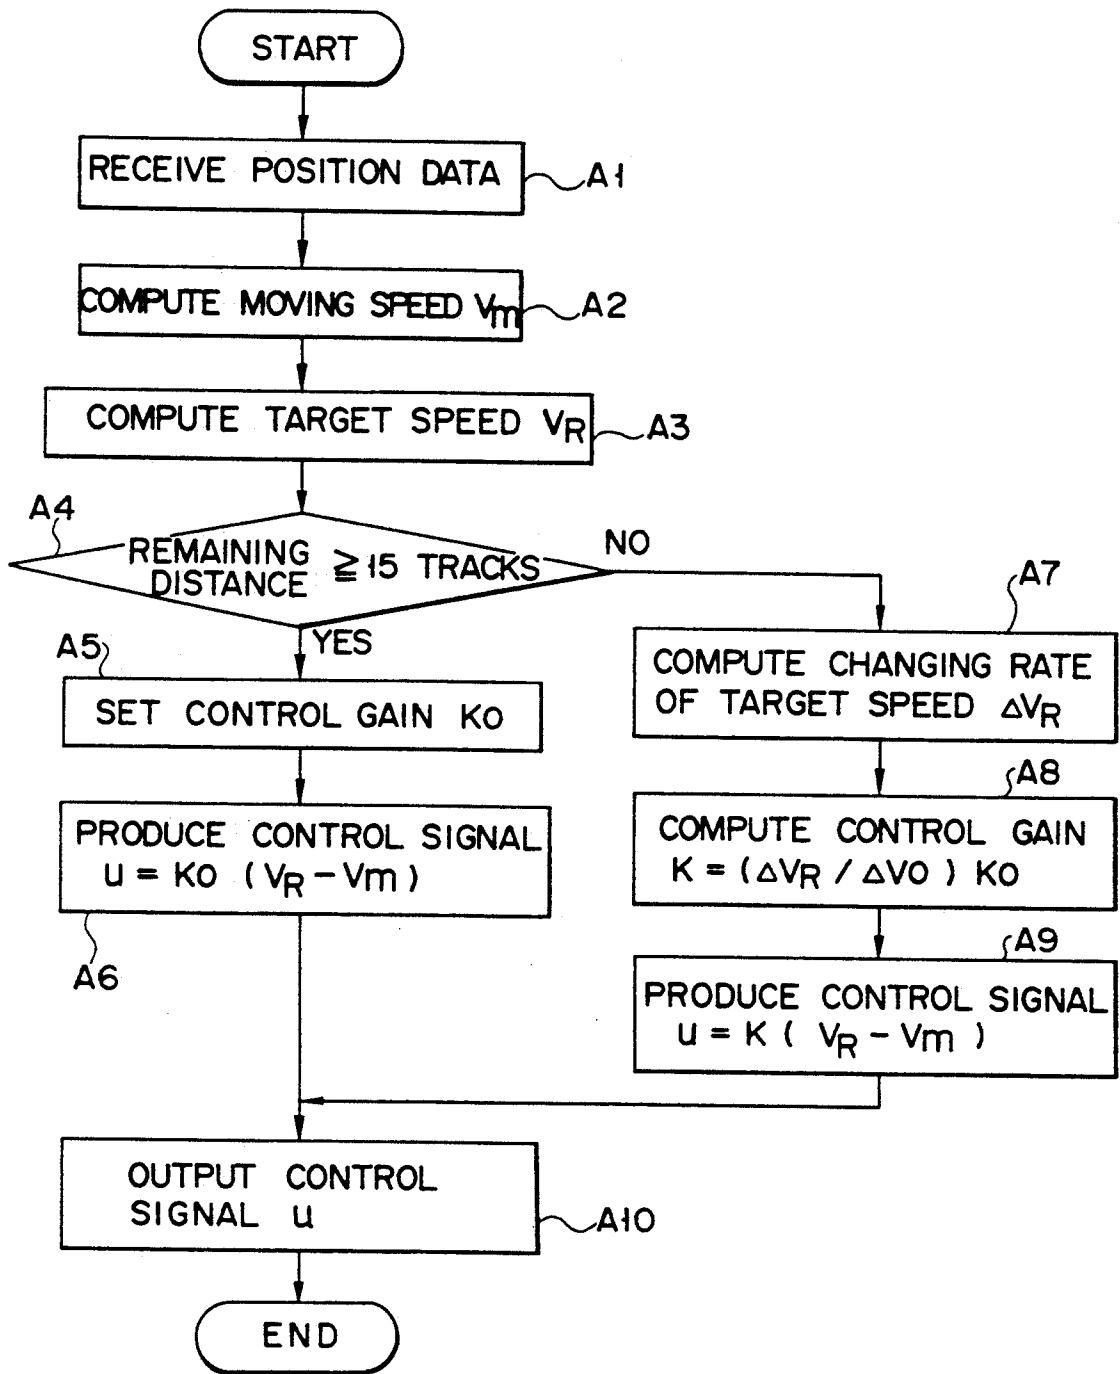 START
RECEIVE POSITION DATA
A1
COMPUTE MOVING SPEED Vm
A2
COMPUTE TARGET SPEED VR
A3
A4
REMAINING
DISTANCE ≧ 15 TRACKS
NO
YES
A5
SET CONTROL GAIN KO
PRODUCE CONTROL SIGNAL
u = KO (VR − Vm)
A6
A7
COMPUTE CHANGING RATE
OF TARGET SPEED ΔVR
A8
COMPUTE CONTROL GAIN
K = (ΔVR / ΔVO) KO
A9
PRODUCE CONTROL SIGNAL
u = K ( VR − Vm )
OUTPUT CONTROL
SIGNAL u
A10
END